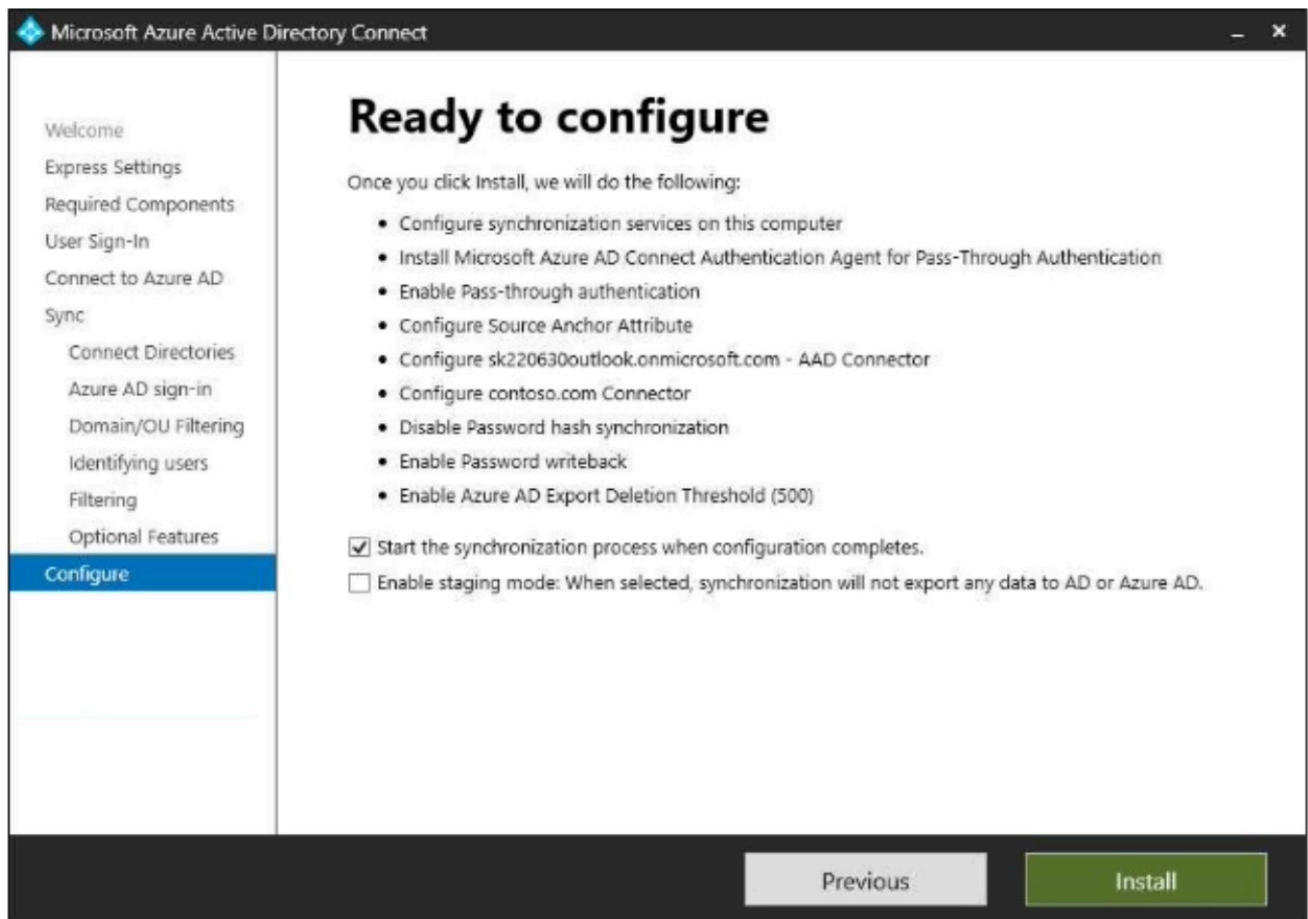 Microsoft Azure Active Directory Connect
Welcome
Express Settings
Required Components
User Sign-In
Connect to Azure AD
Sync
Connect Directories
Azure AD sign-in
Domain/OU Filtering
Identifying users
Filtering
Optional Features
Configure
Ready to configure
Once you click Install, we will do the following:
• Configure synchronization services on this computer
• Install Microsoft Azure AD Connect Authentication Agent for Pass-Through Authentication
• Enable Pass-through authentication
• Configure Source Anchor Attribute
• Configure sk220630outlook.onmicrosoft.com - AAD Connector
• Configure contoso.com Connector
• Disable Password hash synchronization
• Enable Password writeback
• Enable Azure AD Export Deletion Threshold (500)
Start the synchronization process when configuration completes.
Enable staging mode: When selected, synchronization will not export any data to AD or Azure AD.
Previous
Install